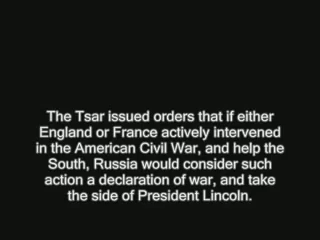 The Tsar issued orders that if either
England or France actively intervened
in the American Civil War, and help the
South, Russia would consider such
action a declaration of war, and take
the side of President Lincoln.